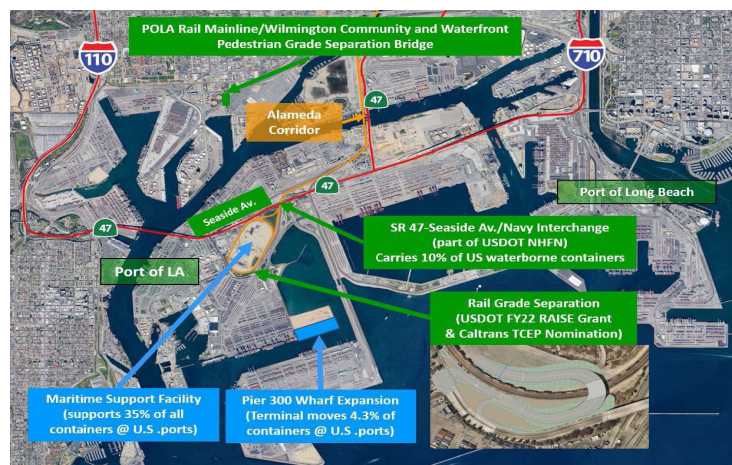 POLA Rail Mainline/Wilmington Community and Waterfront
Pedestrian Grade Separation Bridge
110
710
47
Alameda
Corridor
47
Seaside Av.
Port of Long Beach
47
SR 47-Seaside Av./Navy Interchange
(part of USDOT NHFN)
Carries 10% of US waterborne containers
Port of LA
Rail Grade Separation
(USDOT FY22 RAISE Grant
& Caltrans TCEP Nomination)
Maritime Support Facility
(supports 35% of all
containers @ U.S .ports)
Pier 300 Wharf Expansion
(Terminal moves 4.3% of
containers @ U.S .ports)